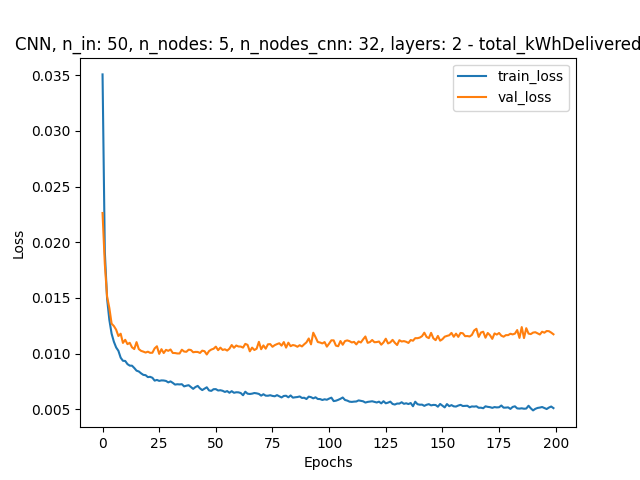 CNN, n_in: 50, n_nodes: 5, n_nodes_cnn: 32, layers: 2 - total_kWhDelivered
train_loss
val_loss
0.035
0.030
0.025
0.020
0.015
0.010
0.005
Loss
0 25 50 75 100 125 150 175 200
Epochs